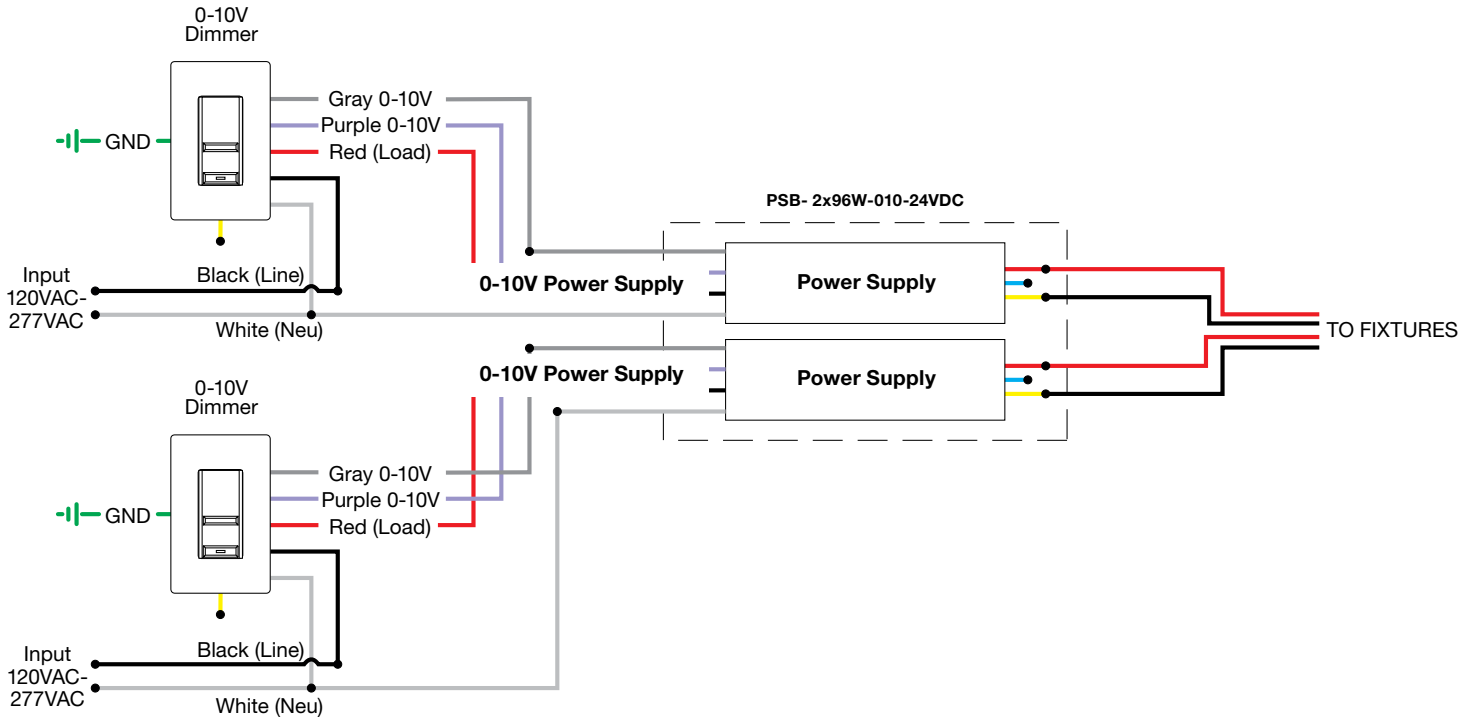 0-10V
Dimmer
Gray 0-10V
Purple 0-10V
Red (Load)
GND
PSB- 2x96W-010-24VDC
Black (Line)
Input
120VAC-
277VAC
White (Neu)
0-10V Power Supply
Power Supply
TO FIXTURES
0-10V Power Supply
Power Supply
0-10V
Dimmer
Gray 0-10V
Purple 0-10V
Red (Load)
GND
Black (Line)
Input
120VAC-
277VAC
White (Neu)